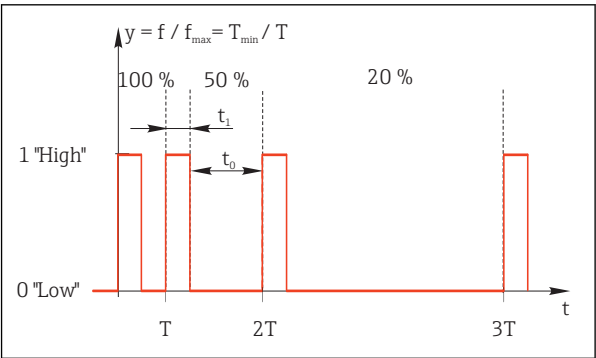 y = f / fmax= Tmin / T
100 % 50 % 20 %
t1
1 "High"
t0
0 "Low"
t
T 2T 3T